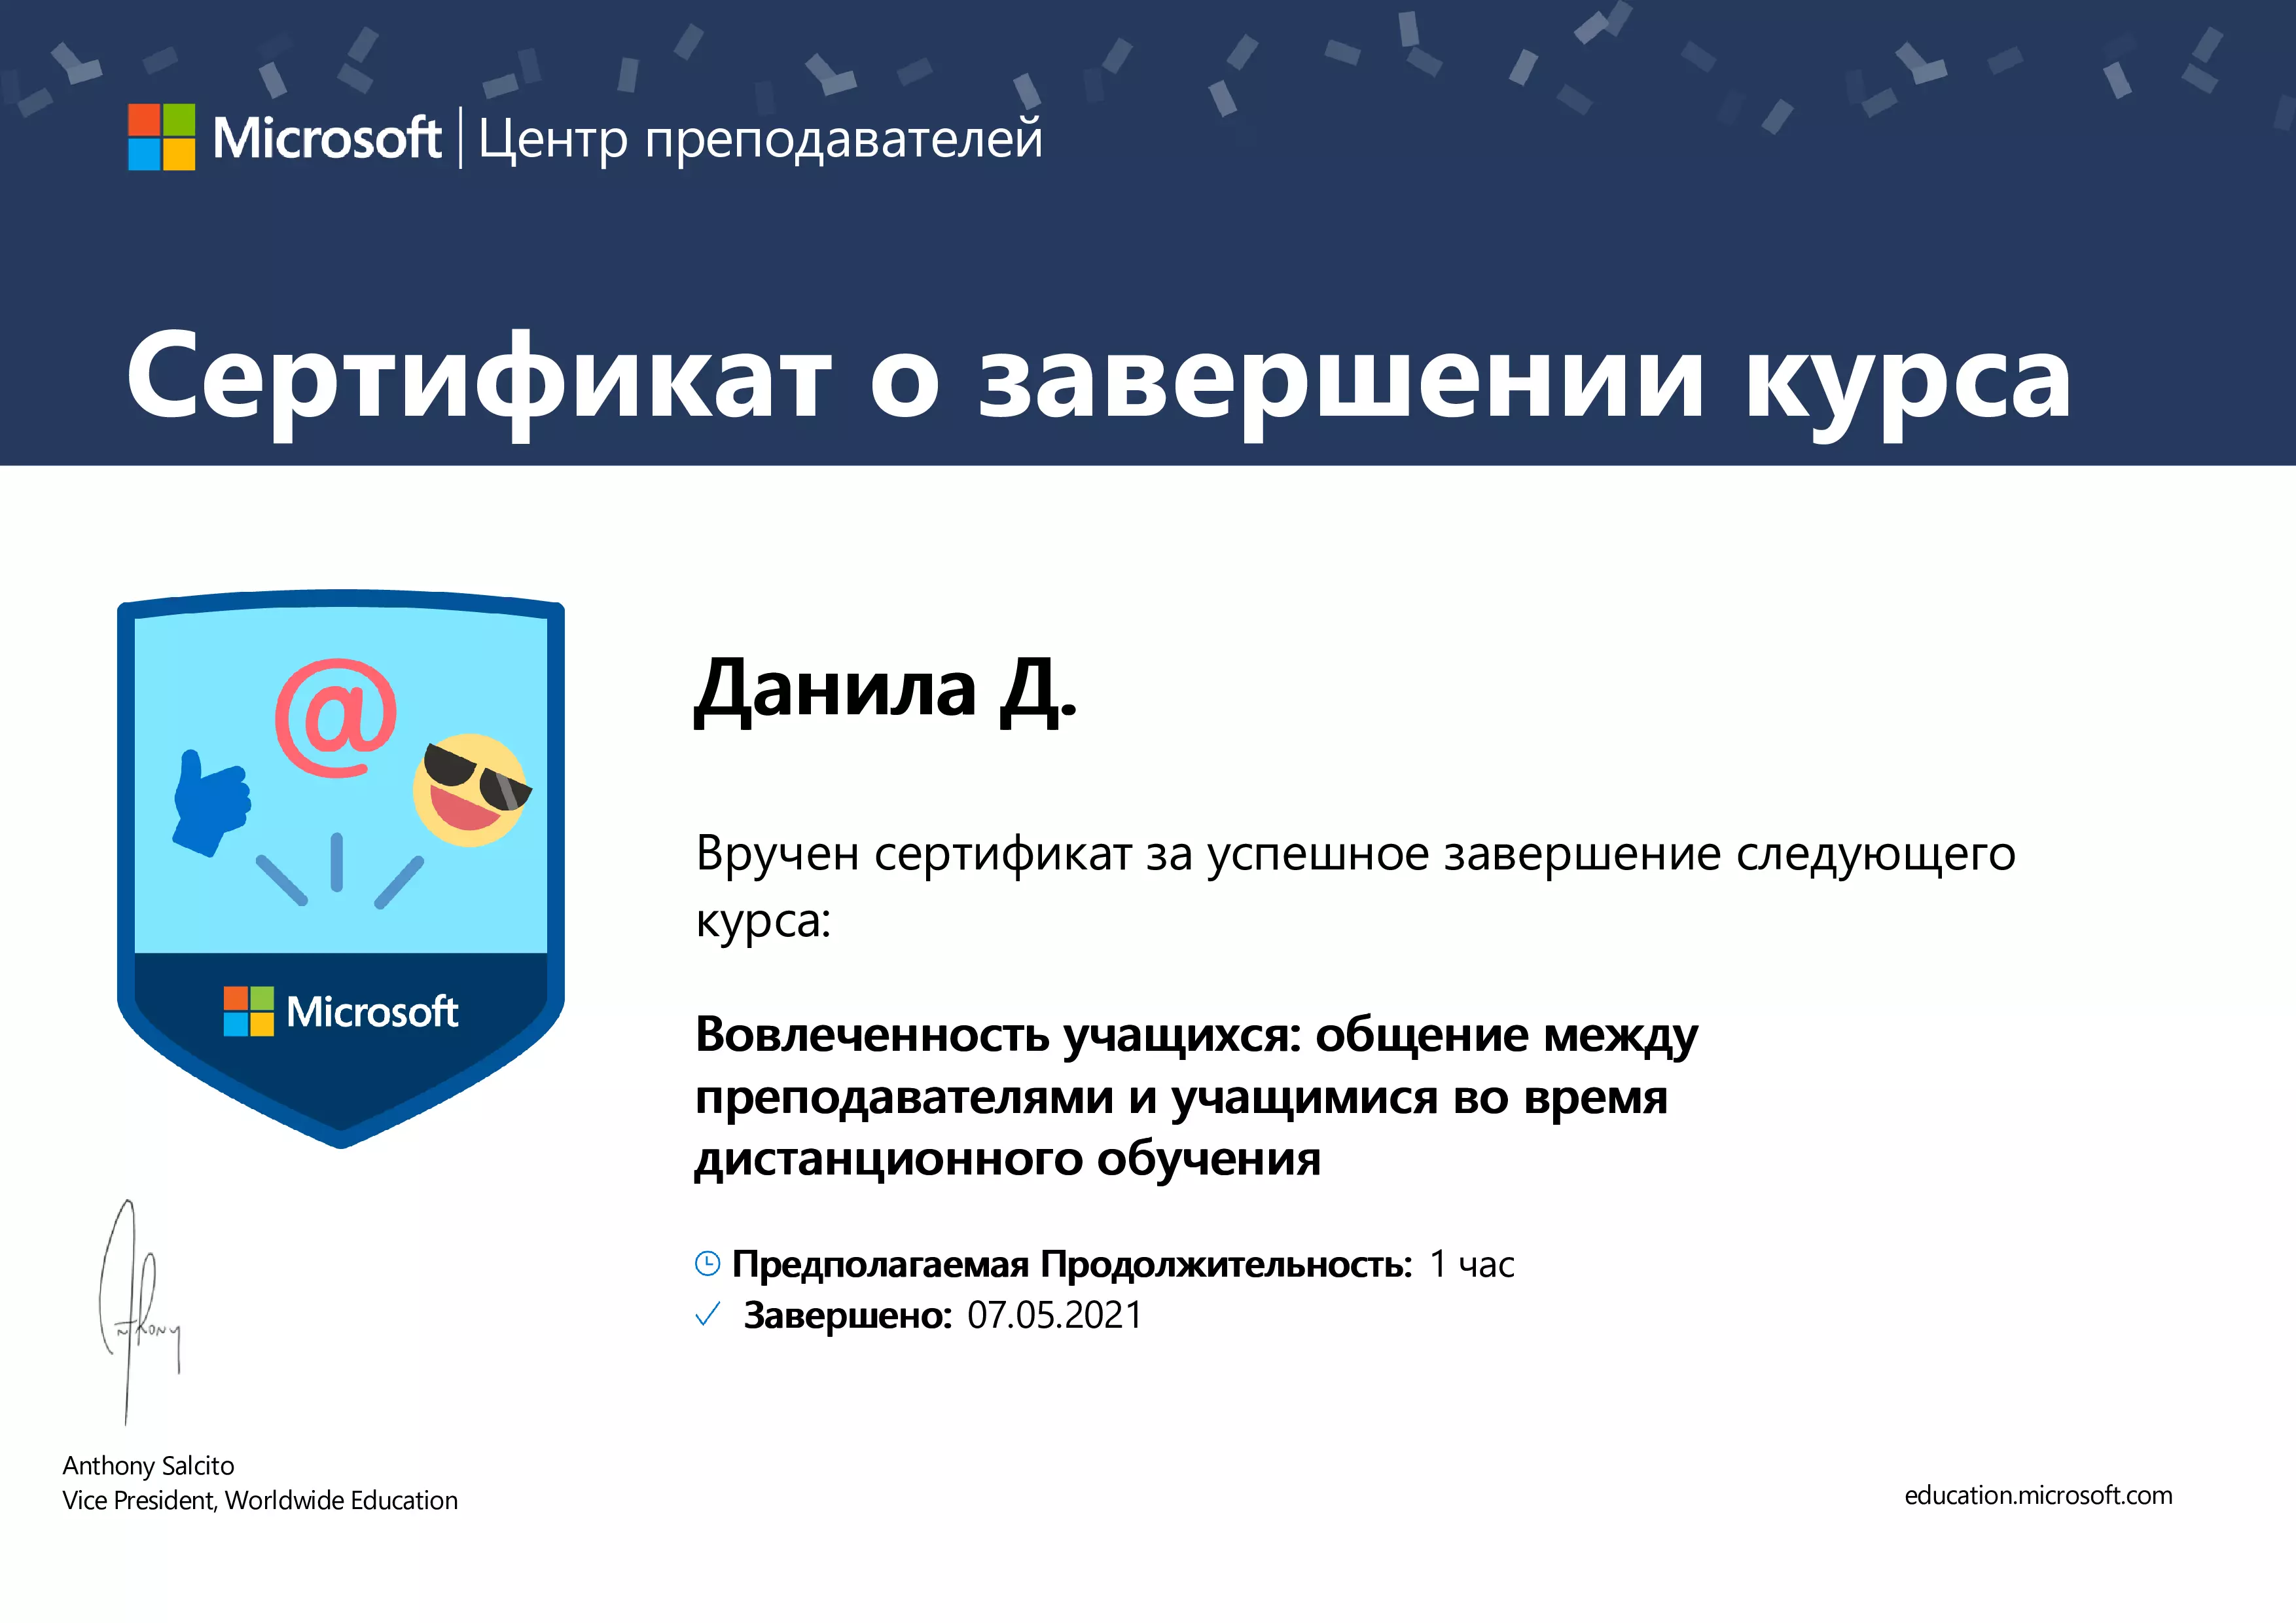 Microsoft | Центр преподавателей
Сертификат о завершении курса
@
Microsoft
Данила Д.
Вручен сертификат за успешное завершение следующего
курса:
Вовлеченность учащихся: общение между
преподавателями и учащимися во время
дистанционного обучения
Предполагаемая Продолжительность: 1 час
Завершено: 07.05.2021
Anthony
Anthony Salcito
Vice President, Worldwide Education
education.microsoft.com